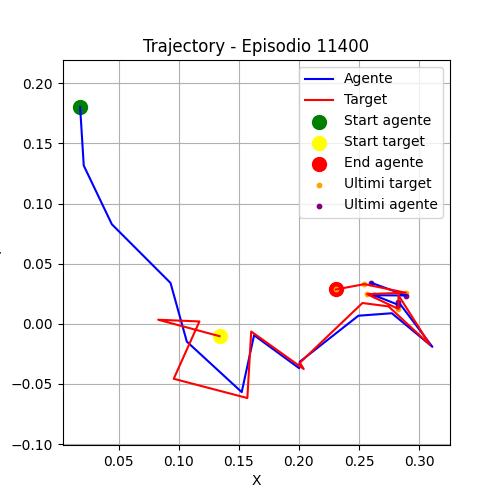 Trajectory - Episodio 11400
Agente
Target
Start agente
Start target
End agente
Ultimi target
Ultimi agente
0.20
0.15
0.10
0.05
0.00
−0.05
−0.10
0.05
0.10
0.15
0.20
0.25
0.30
X